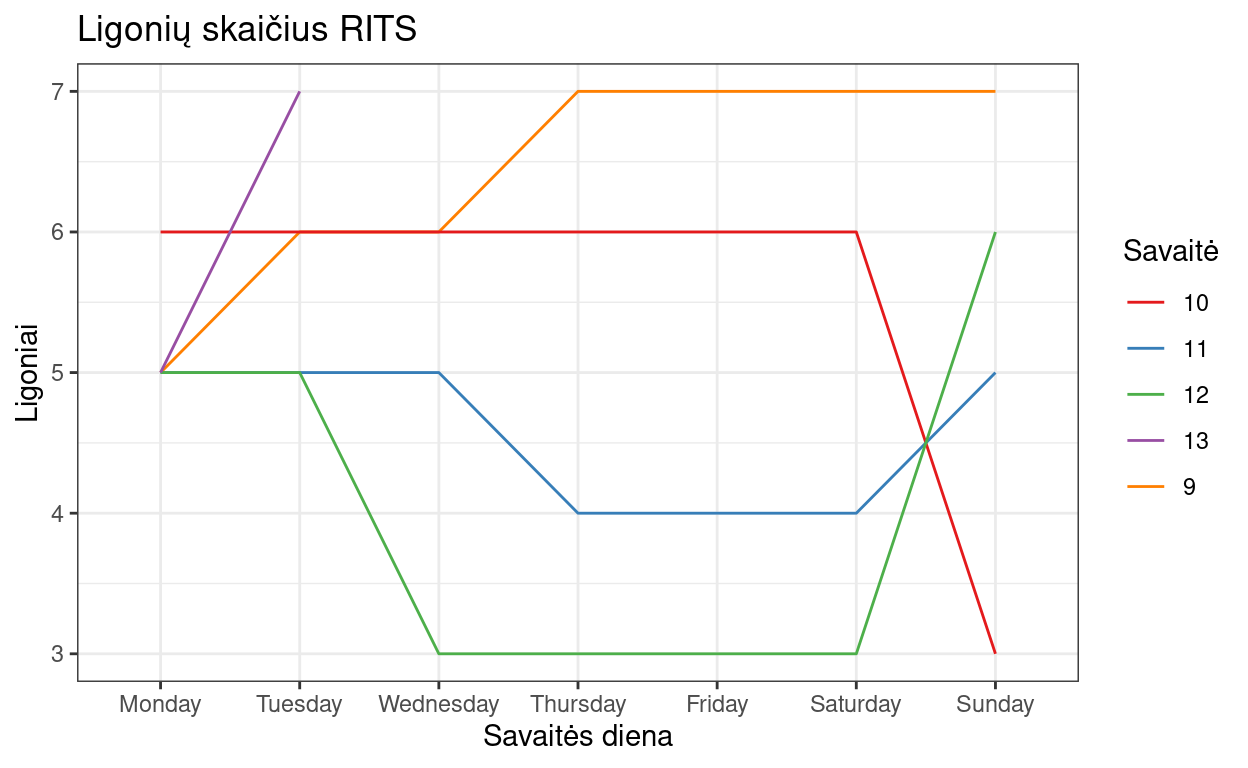 Ligonių skaičius RITS
7
6
5
4
3
Ligoniai
Monday Tuesday Wednesday Thursday Friday Saturday Sunday
Savaitės diena
Savaitė
10
11
12
13
9